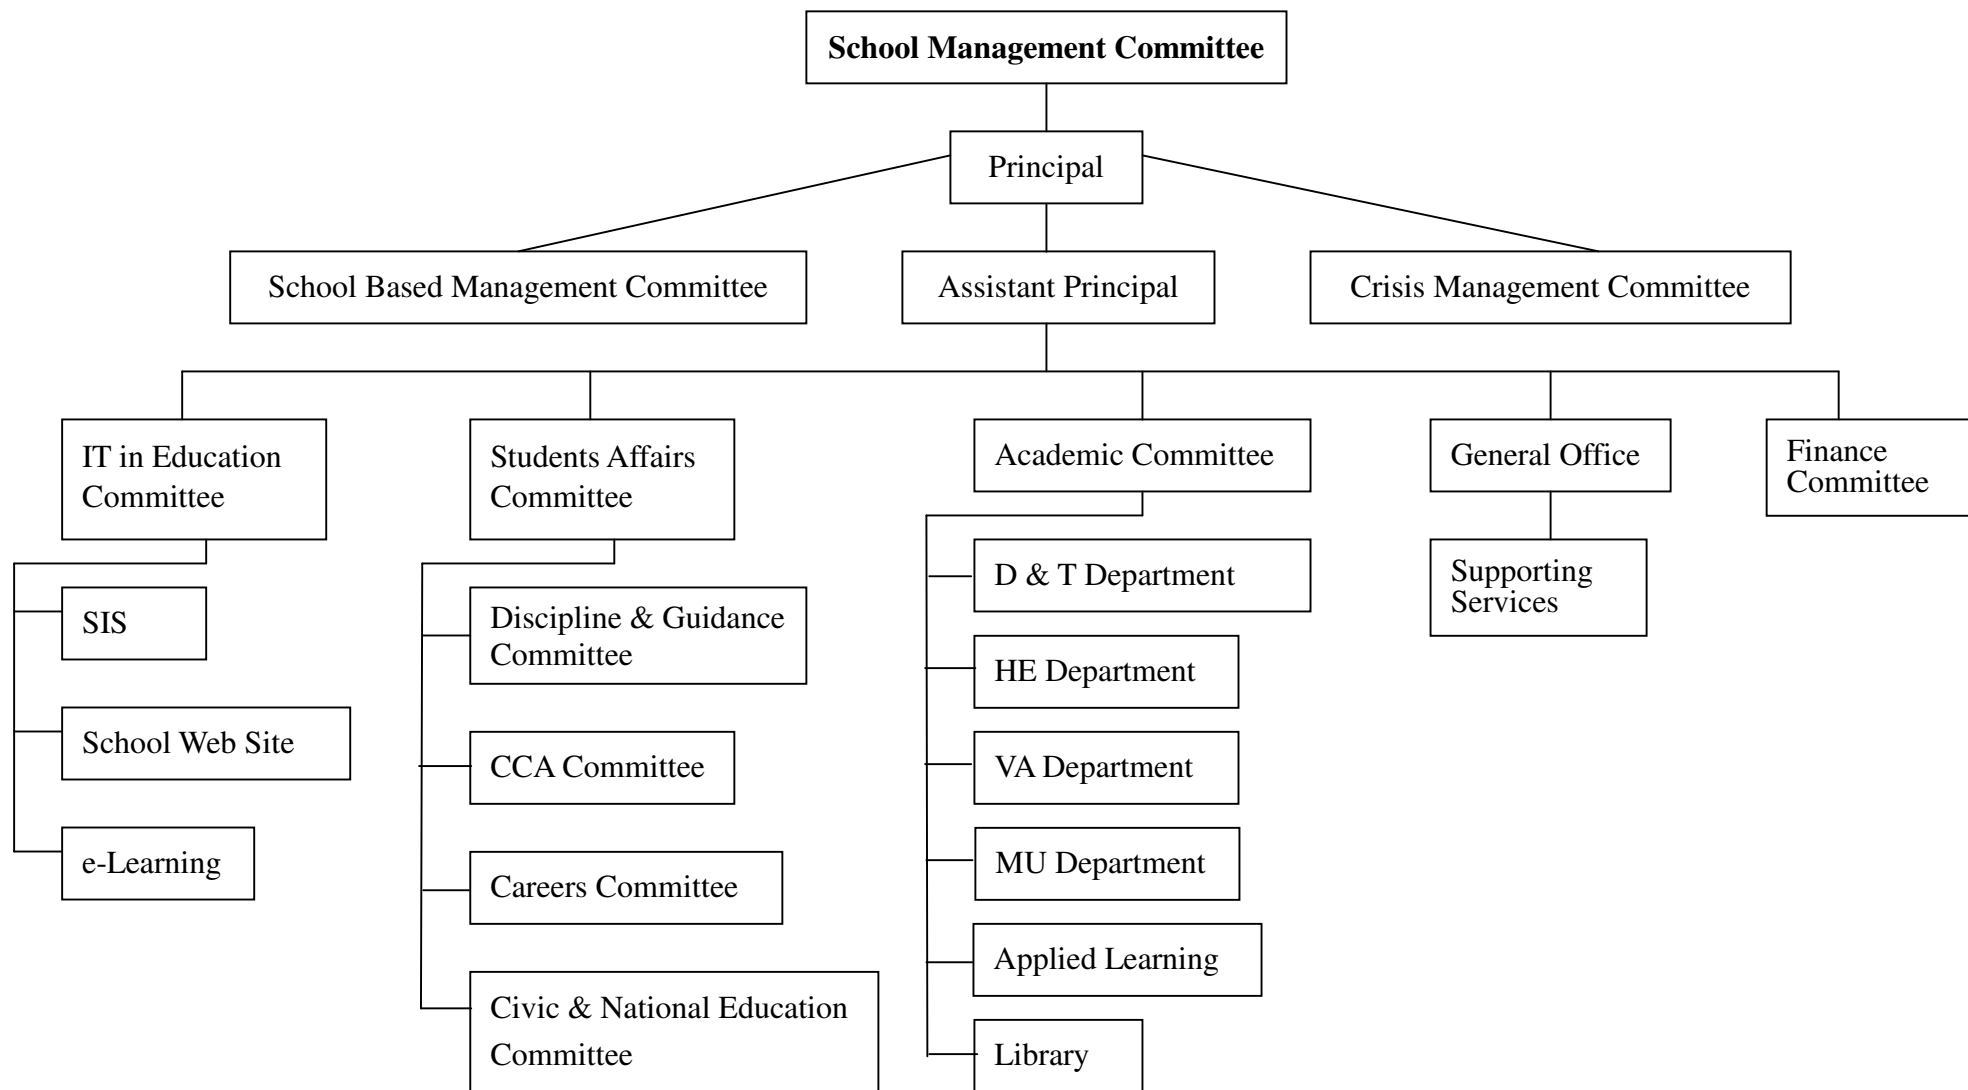 School Management Committee
Principal
School Based Management Committee
Assistant Principal
Crisis Management Committee
IT in Education
Committee
Students Affairs
Committee
Academic Committee
General Office
Finance
Committee
SIS
School Web Site
e-Learning
Discipline & Guidance
Committee
CCA Committee
Careers Committee
Civic & National Education
Committee
D & T Department
HE Department
VA Department
MU Department
Applied Learning
Library
Supporting
Services